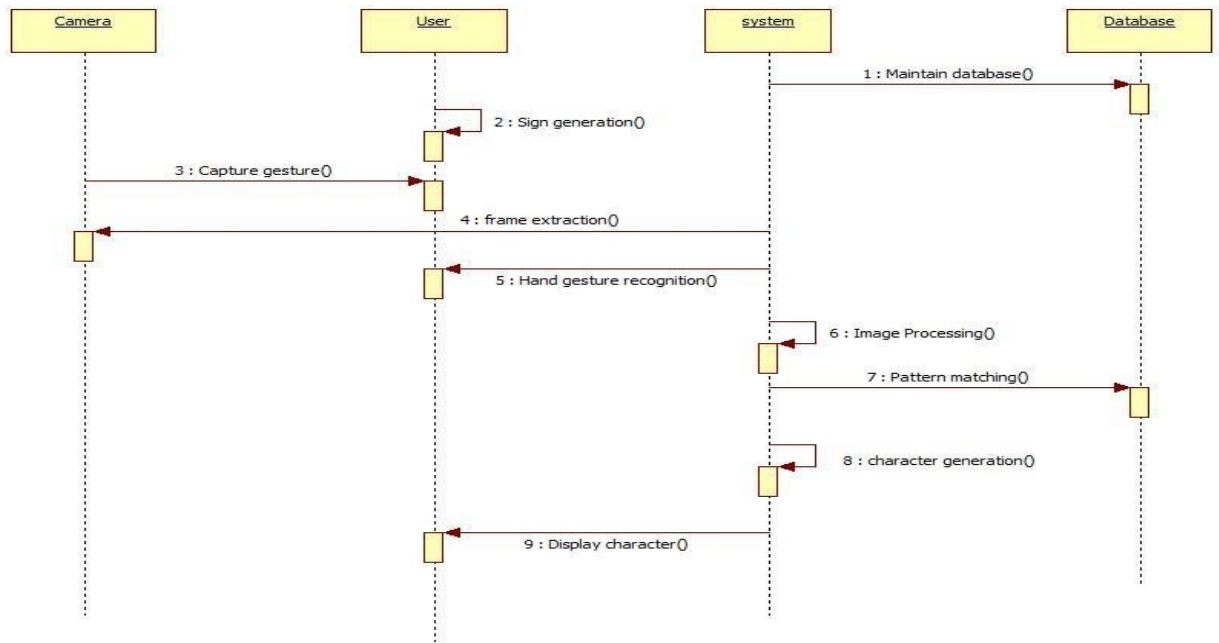 Camera
User
system
Database
1 : Maintain database()
2 : Sign generation()
3 : Capture gesture()
4 : frame extraction()
5 : Hand gesture recognition()
6 : Image Processing()
7 : Pattern matching()
8 : character generation()
9 : Display character()